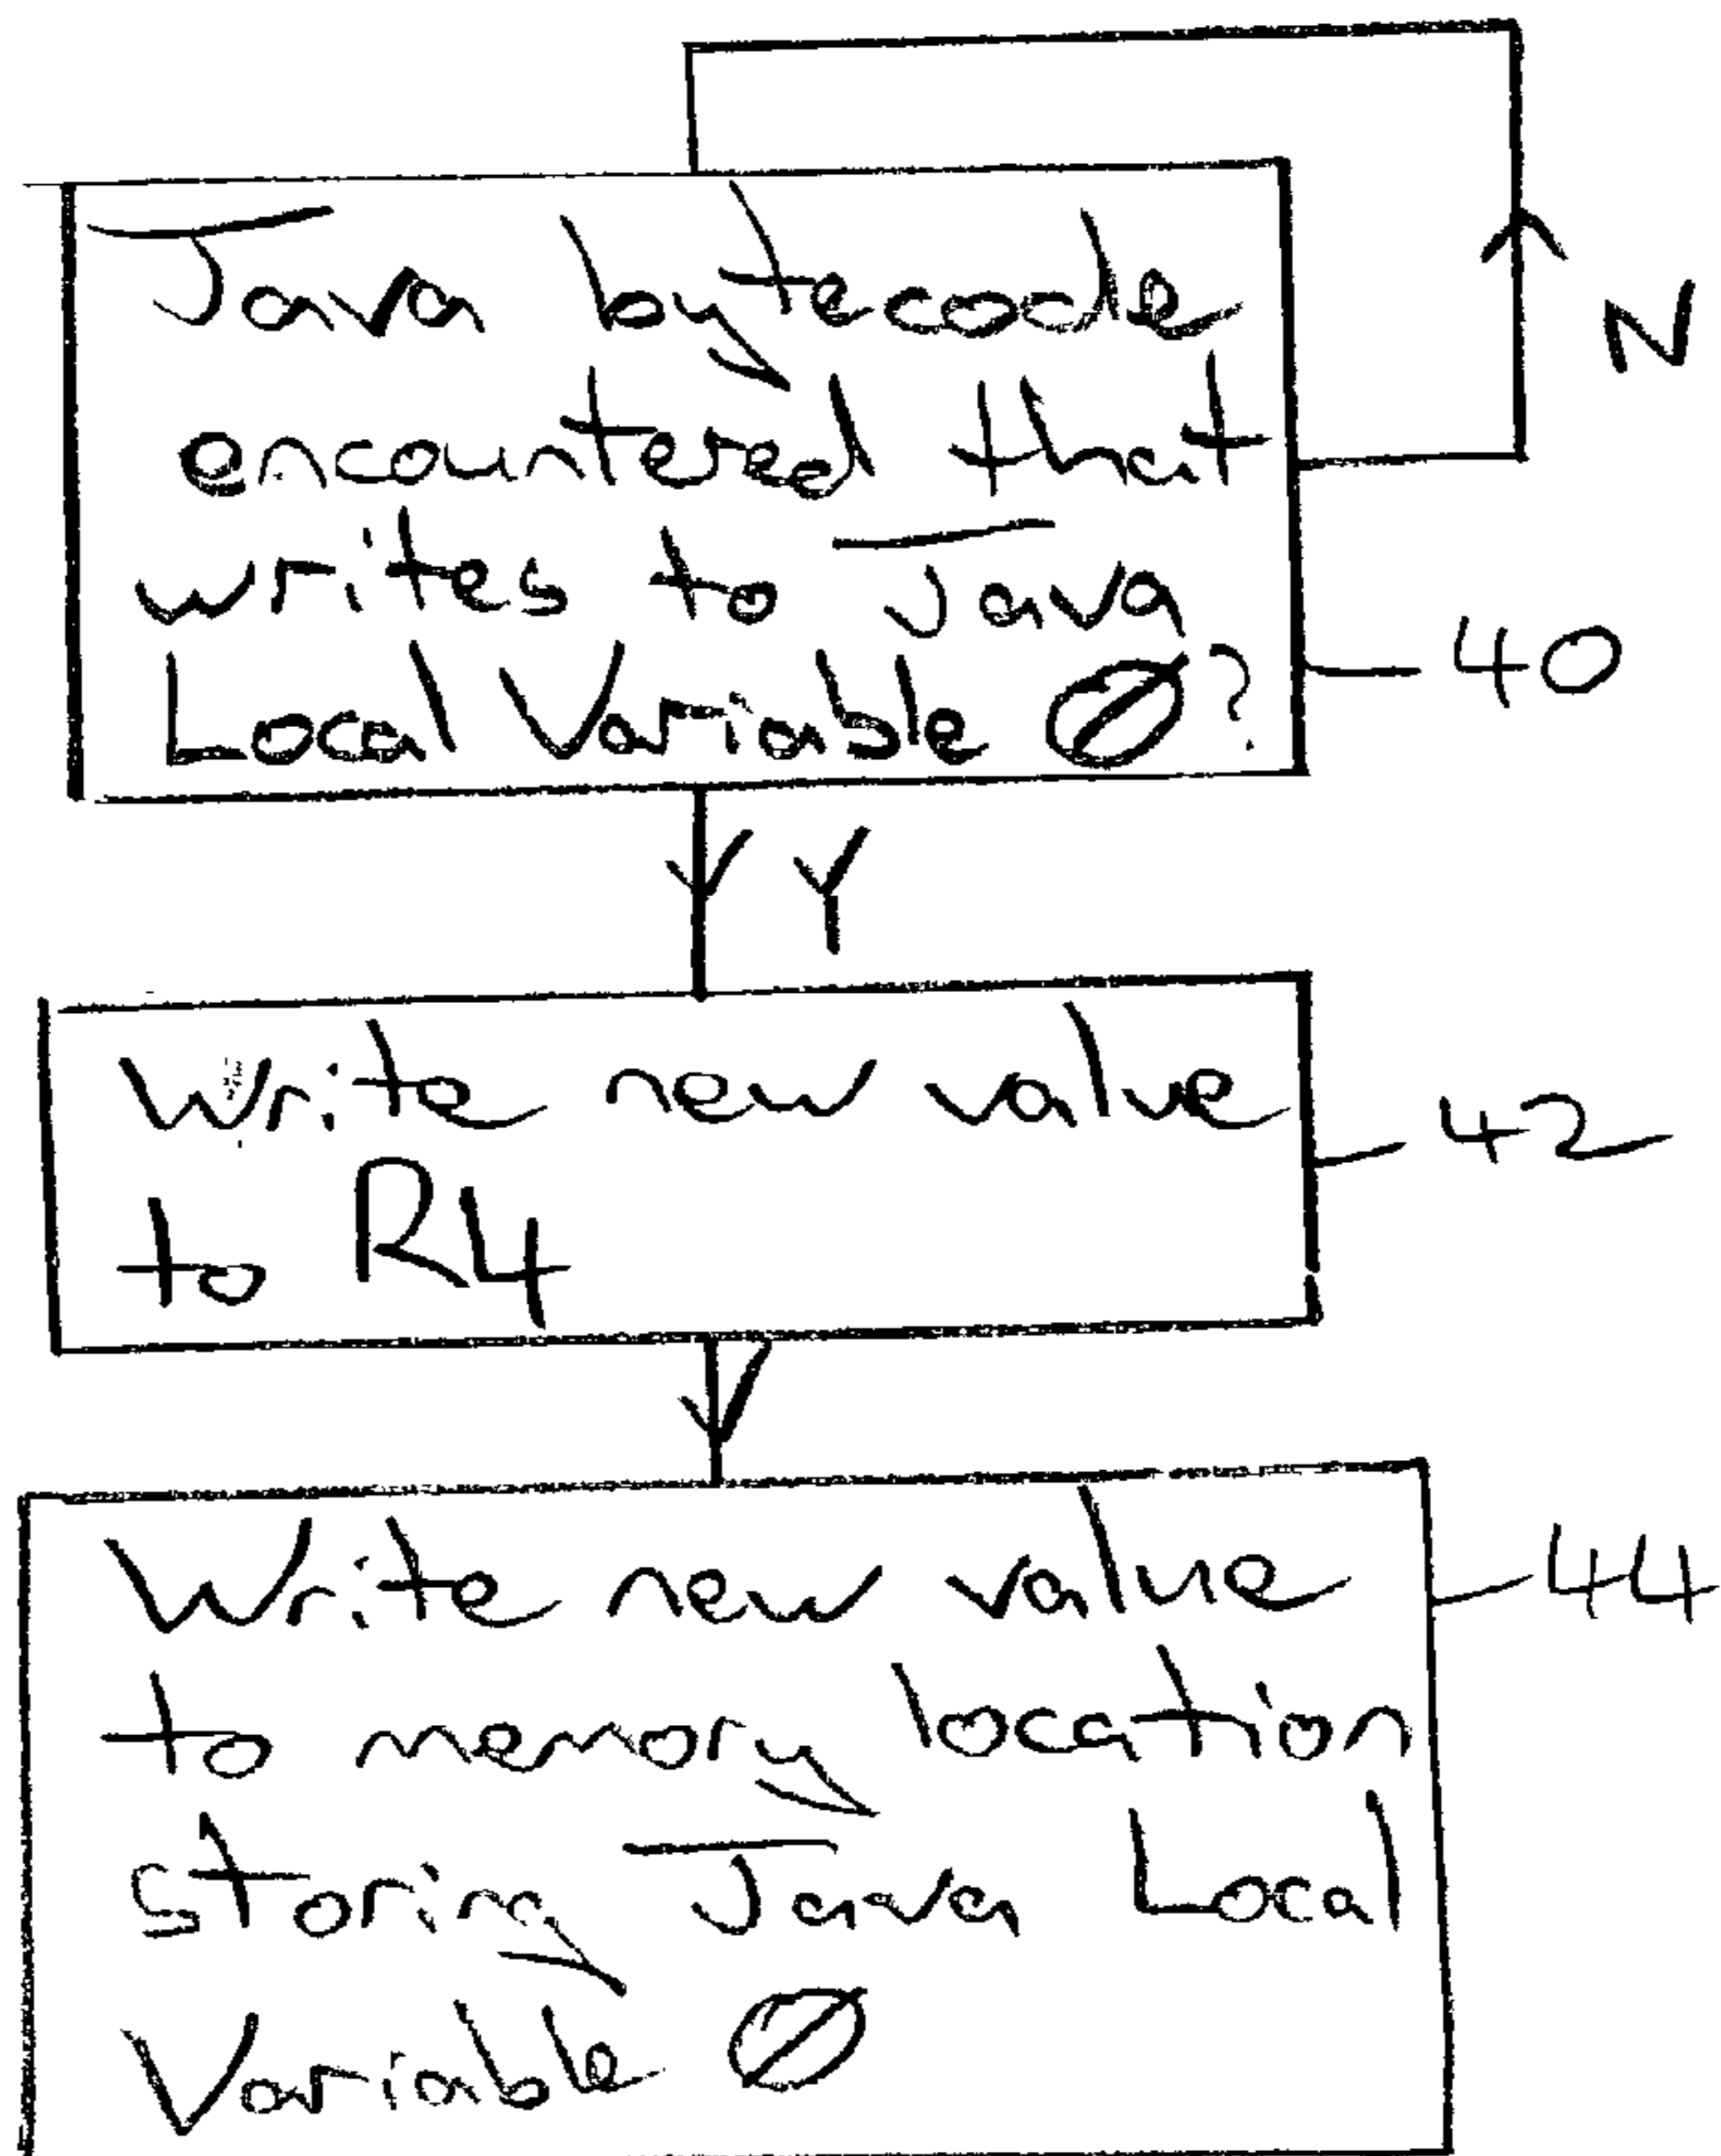 Java bytecode
encountered that
writes to Java
Local Variable Ø?
N
40
Y
Write new value
to R4
42
Write new value
to memory location
storing Java Local
Variable Ø
44